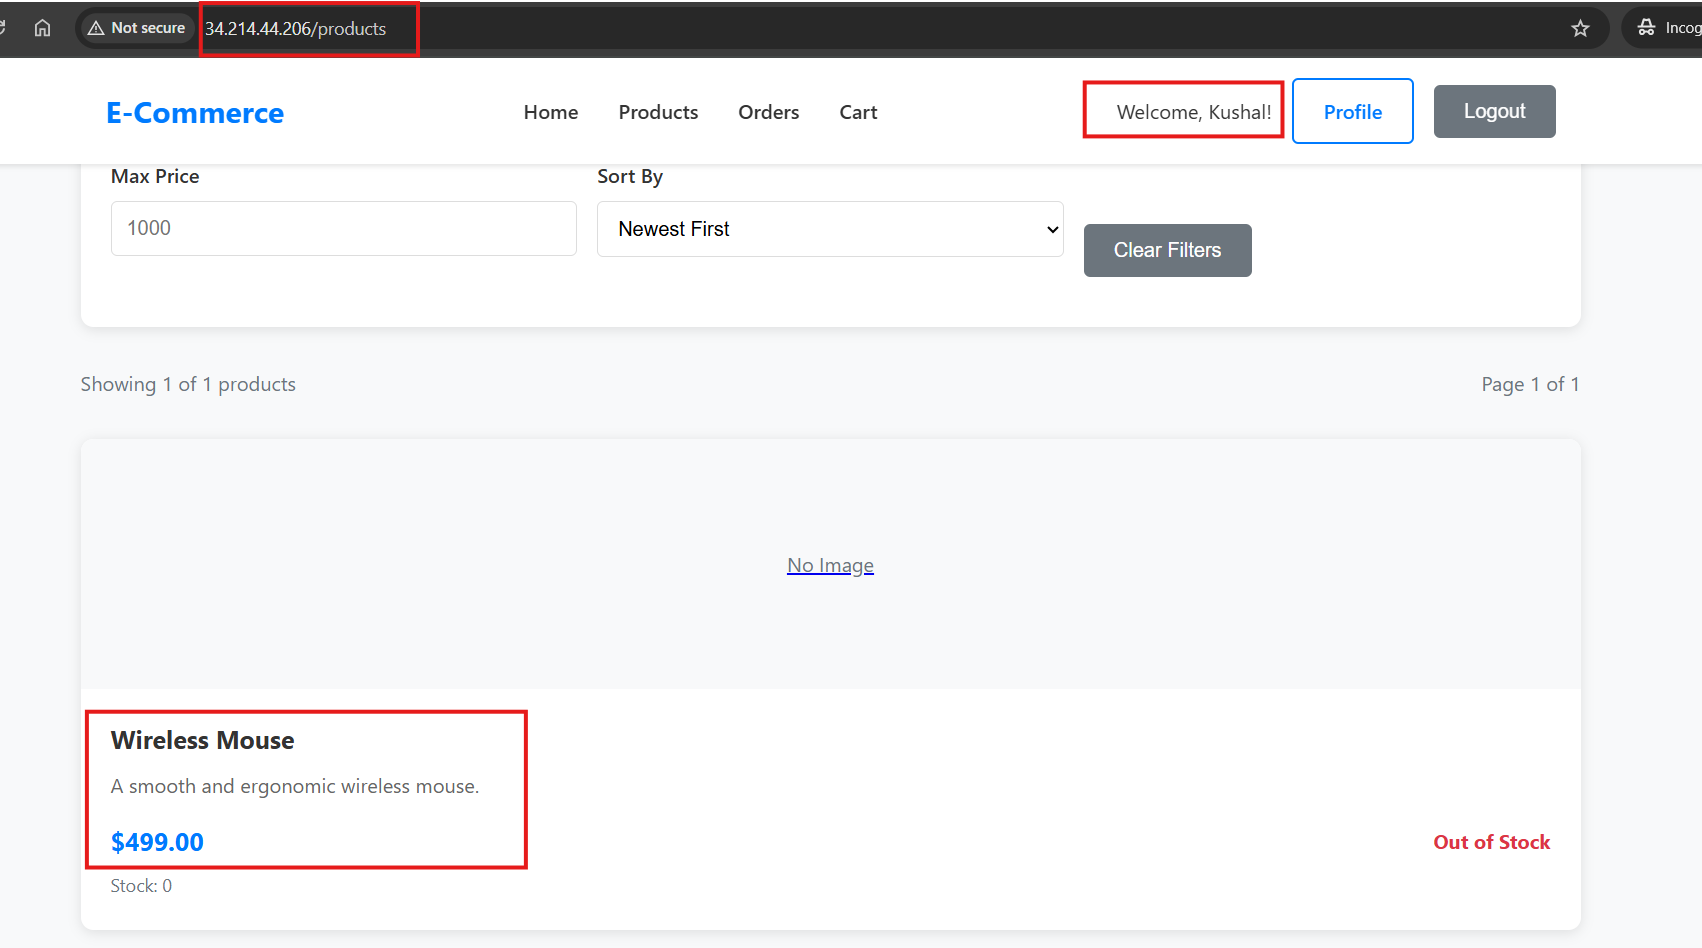 Not secure 34.214.44.206/products
E-Commerce Home Products Orders Cart Welcome, Kushal! Profile Logout
Max Price Sort By
1000 Newest First Clear Filters
Showing 1 of 1 products Page 1 of 1
No Image
Wireless Mouse
A smooth and ergonomic wireless mouse.
$499.00 Out of Stock
Stock: 0